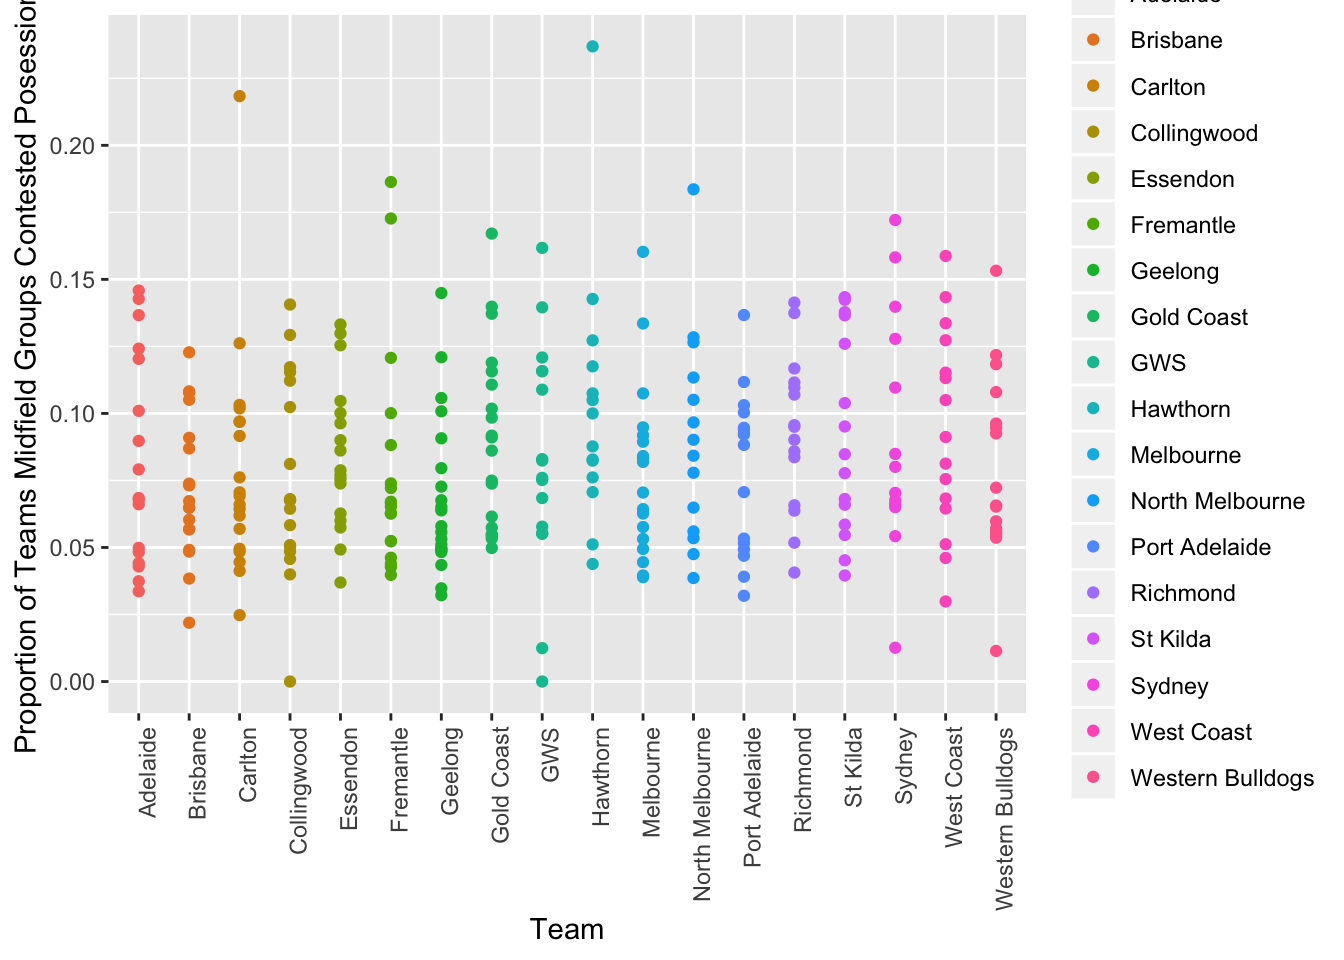 Proportion of Teams Midfield Groups Contested Posession
0.20
0.15
0.10
0.05
0.00
Adelaide
Brisbane
Carlton
Collingwood
Essendon
Fremantle
Geelong
Gold Coast
GWS
Hawthorn
Melbourne
North Melbourne
Port Adelaide
Richmond
St Kilda
Sydney
West Coast
Western Bulldogs
Team
Adelaide
Brisbane
Carlton
Collingwood
Essendon
Fremantle
Geelong
Gold Coast
GWS
Hawthorn
Melbourne
North Melbourne
Port Adelaide
Richmond
St Kilda
Sydney
West Coast
Western Bulldogs